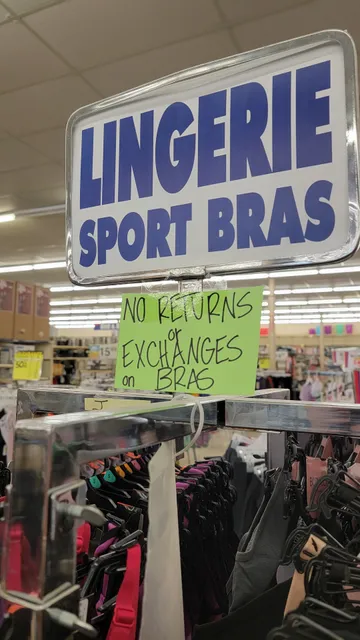 LINGERIE
SPORT BRAS
NO RETURNS
or
EXCHANGES
on BRAS